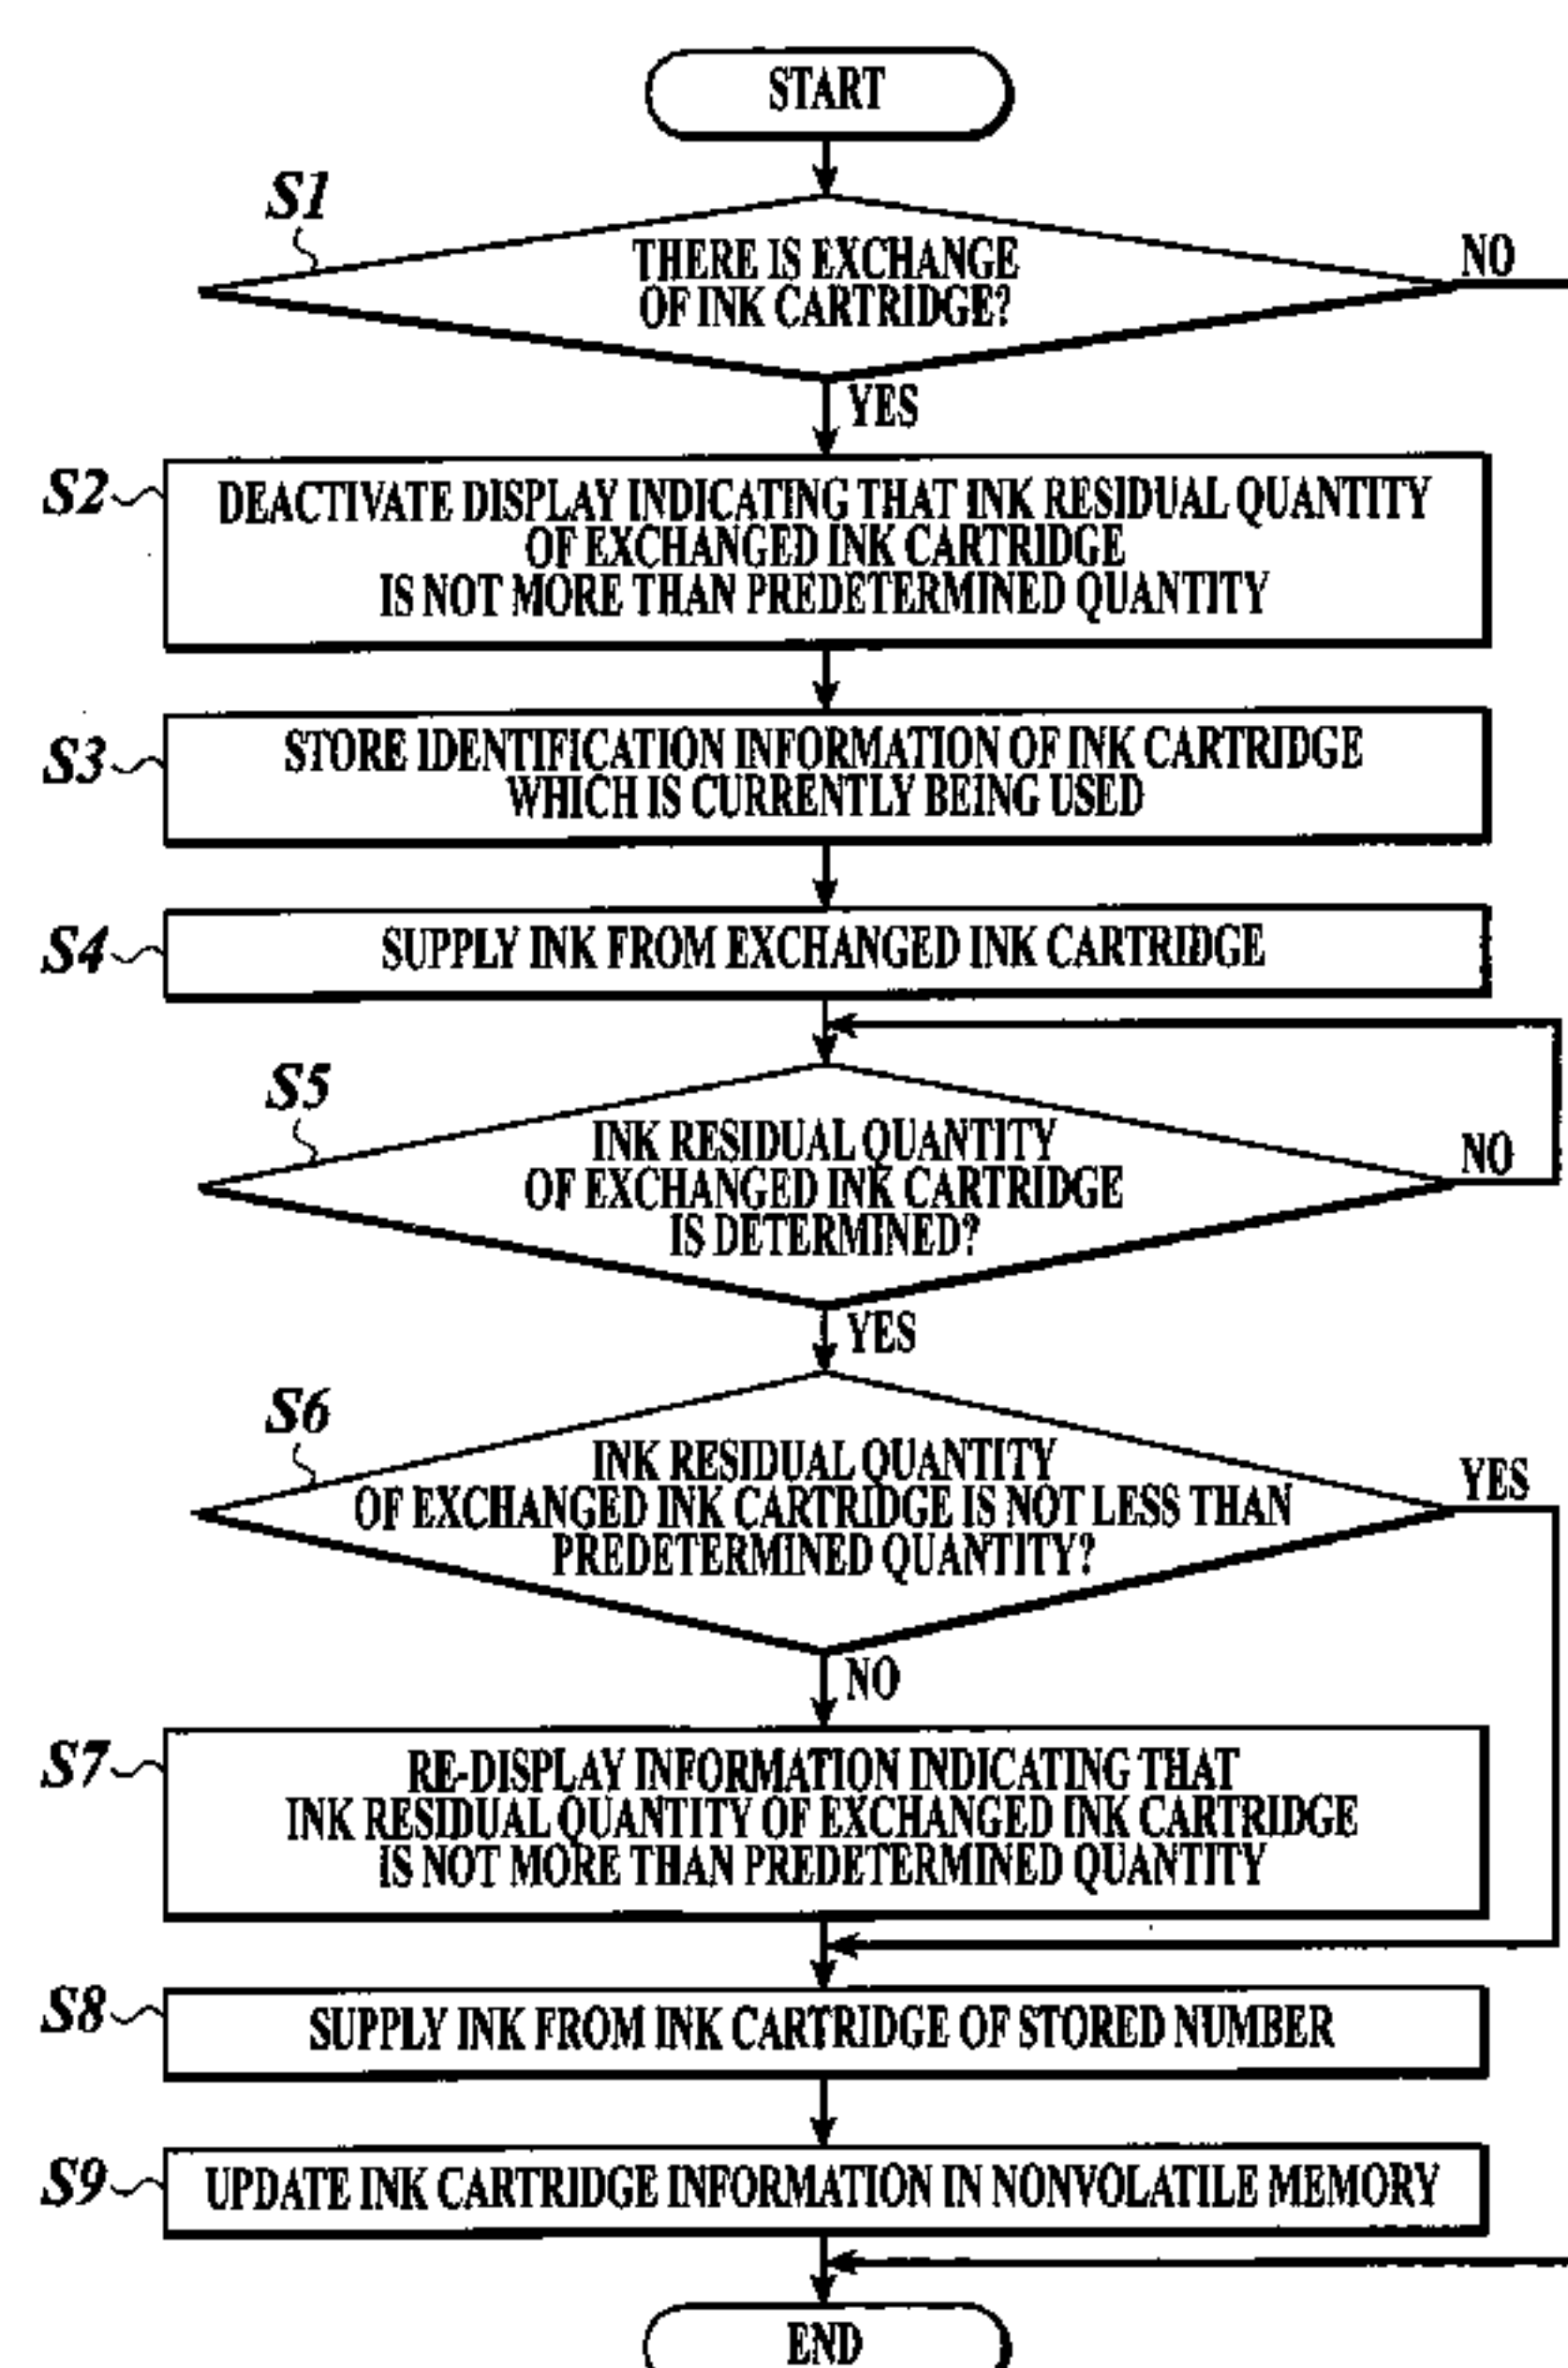 START
S1
THERE IS EXCHANGE
OF INK CARTRIDGE?
NO
YES
S2
DEACTIVATE DISPLAY INDICATING THAT INK RESIDUAL QUANTITY
OF EXCHANGED INK CARTRIDGE
IS NOT MORE THAN PREDETERMINED QUANTITY
S3
STORE IDENTIFICATION INFORMATION OF INK CARTRIDGE
WHICH IS CURRENTLY BEING USED
S4
SUPPLY INK FROM EXCHANGED INK CARTRIDGE
S5
INK RESIDUAL QUANTITY
OF EXCHANGED INK CARTRIDGE
IS DETERMINED?
NO
YES
S6
INK RESIDUAL QUANTITY
OF EXCHANGED INK CARTRIDGE IS NOT LESS THAN
PREDETERMINED QUANTITY?
YES
NO
S7
RE-DISPLAY INFORMATION INDICATING THAT
INK RESIDUAL QUANTITY OF EXCHANGED INK CARTRIDGE
IS NOT MORE THAN PREDETERMINED QUANTITY
S8
SUPPLY INK FROM INK CARTRIDGE OF STORED NUMBER
S9
UPDATE INK CARTRIDGE INFORMATION IN NONVOLATILE MEMORY
END